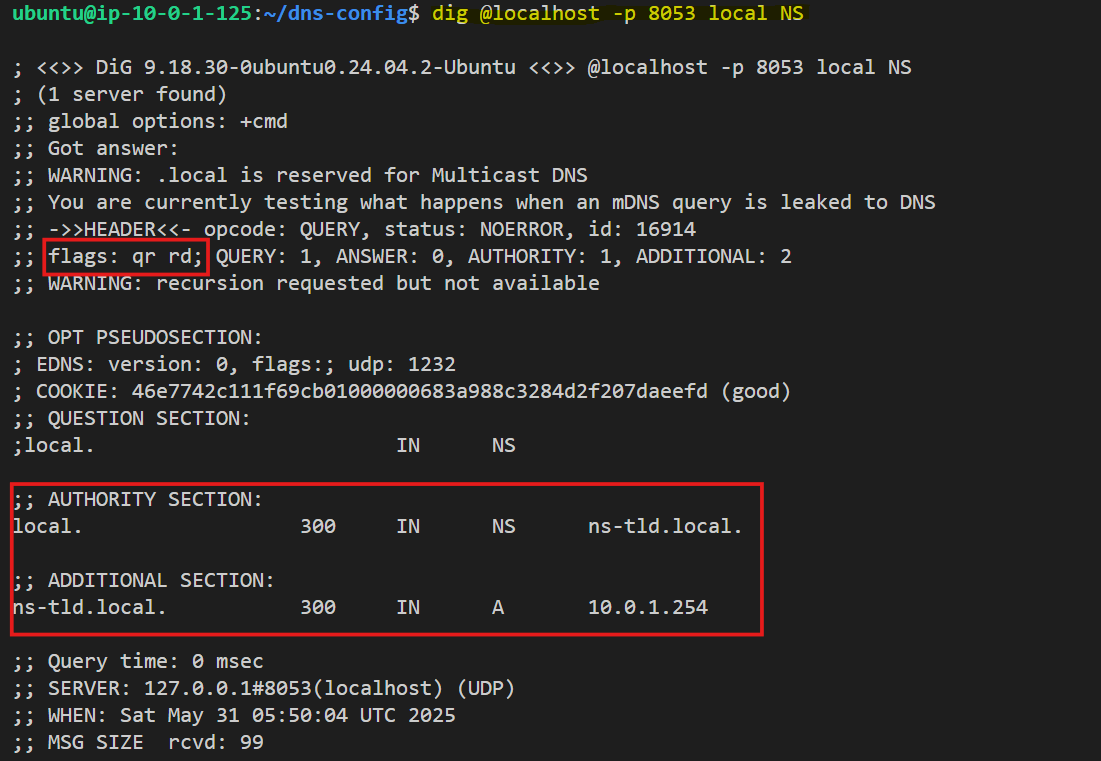 ubuntu@ip-10-0-1-125:~/dns-config$ dig @localhost -p 8053 local NS
; <<>> DiG 9.18.30-0ubuntu0.24.04.2-Ubuntu <<>> @localhost -p 8053 local NS
; (1 server found)
;; global options: +cmd
;; Got answer:
;; WARNING: .local is reserved for Multicast DNS
;; You are currently testing what happens when an mDNS query is leaked to DNS
;; ->>HEADER<<- opcode: QUERY, status: NOERROR, id: 16914
;; flags: qr rd; QUERY: 1, ANSWER: 0, AUTHORITY: 1, ADDITIONAL: 2
;; WARNING: recursion requested but not available
;; OPT PSEUDOSECTION:
; EDNS: version: 0, flags:; udp: 1232
; COOKIE: 46e7742c111f69cb01000000683a988c3284d2f207daeefd (good)
;; QUESTION SECTION:
;local. IN NS
;; AUTHORITY SECTION:
local. 300 IN NS ns-tld.local.
;; ADDITIONAL SECTION:
ns-tld.local. 300 IN A 10.0.1.254
;; Query time: 0 msec
;; SERVER: 127.0.0.1#8053(localhost) (UDP)
;; WHEN: Sat May 31 05:50:04 UTC 2025
;; MSG SIZE rcvd: 99